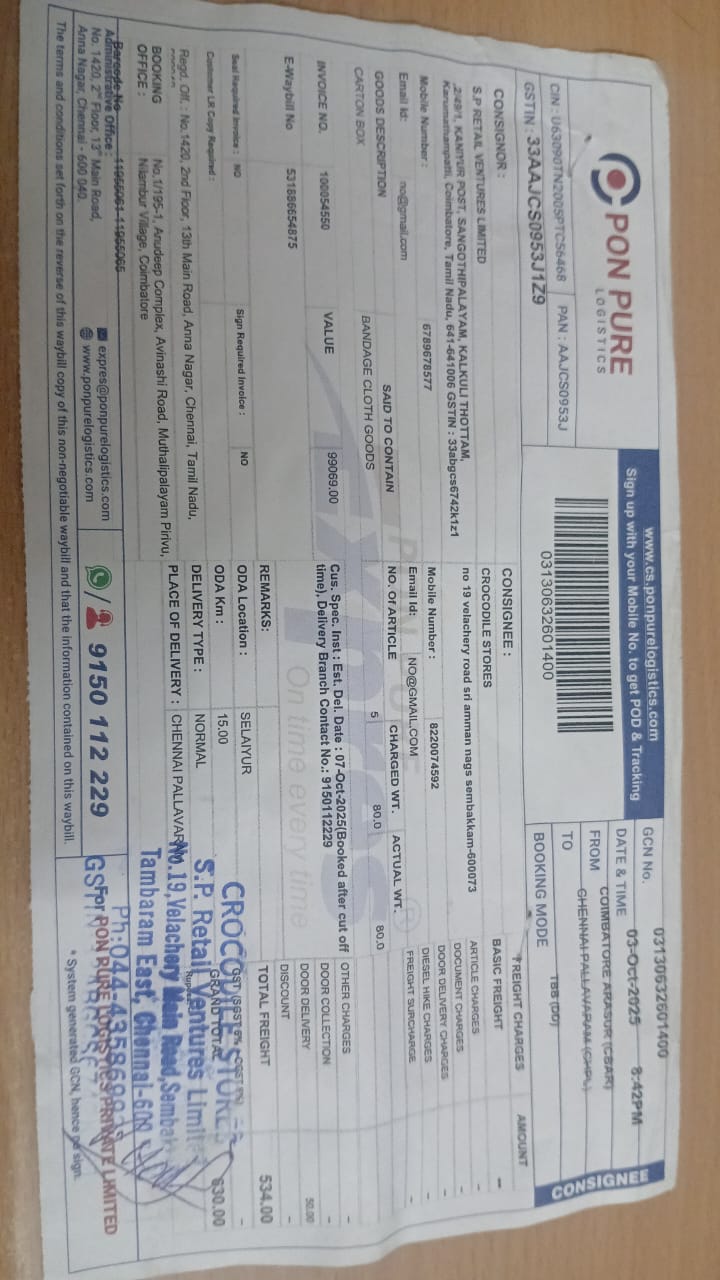 PON PURE
LOGISTICS
www.cs.ponpurelogistics.com
Sign up with your Mobile No. to get POD & Tracking
CONSIGNEE
CIN : U63090TN2005PTC56468 PAN : AAJCS0953J
GSTIN : 33AAJCS0953J1Z9
03130632601400
GCN No. 03130632601400
DATE & TIME 03-Oct-2025 8:42PM
FROM COIMBATORE ARASUR (CBAR)
TO CHENNAI PALLAVARAM (CHPL)
BOOKING MODE TBB (DD)
CONSIGNOR :
S.P RETAIL VENTURES LIMITED
2/49/1, KANIYUR POST, SANGOTHIPALAYAM, KALKULI THOTTAM,
Karumathampatti, Coimbatore, Tamil Nadu, 641-641006 GSTIN : 33abgcs6742k1z1
Mobile Number : 6789678577
Email Id: no@gmail.com
CONSIGNEE :
CROCODILE STORES
no 19 velachery road sri amman nags sembakkam-600073
Mobile Number : 8220074592
Email Id: NO@GMAIL.COM
GOODS DESCRIPTION SAID TO CONTAIN NO. Of ARTICLE CHARGED WT. ACTUAL WT.
CARTON BOX BANDAGE CLOTH GOODS 5 80.0 80.0
INVOICE NO. 100054550 VALUE 99069.00
Cus. Spec. Inst.: Est. Del. Date : 07-Oct-2025(Booked after cut off
time), Delivery Branch Contact No.: 9150112229
E-Waybill No 531886654875
REMARKS:
Seal Required Invoice : NO Sign Required Invoice : NO
Customer LR Copy Required :
ODA Location : SELAIYUR
ODA Km : 15.00
DELIVERY TYPE : NORMAL
PLACE OF DELIVERY : CHENNAI PALLAVARAM
FREIGHT CHARGES AMOUNT
BASIC FREIGHT -
ARTICLE CHARGES -
DOCUMENT CHARGES -
DOOR DELIVERY CHARGES -
DIESEL HIKE CHARGES -
FREIGHT SURCHARGE -
OTHER CHARGES -
DOOR COLLECTION -
DOOR DELIVERY 50.00
DISCOUNT -
TOTAL FREIGHT 534.00
GRAND TOTAL 630.00
Regd. Off. : No.1420, 2nd Floor, 13th Main Road, Anna Nagar, Chennai, Tamil Nadu,
BOOKING OFFICE : No.1/195-1, Anudeep Complex, Avinashi Road, Muthalipalayam Pirivu,
Nilambur Village, Coimbatore
Barcode No 11955061-11955065
Administrative Office :
No. 1420, 2nd Floor, 13th Main Road,
Anna Nagar, Chennai - 600 040.
expres@ponpurelogistics.com
www.ponpurelogistics.com
9150 112 229
On time every time
CROCODILE STORES
S.P. Retail Ventures Limited
No.19,Velachery Main Road,Sembak
Tambaram East, Chennai-600
For PON PURE LOGISTICS PRIVATE LIMITED
* System generated GCN, hence no sign.
The terms and conditions set forth on the reverse of this waybill copy of this non-negotiable waybill and that the information contained on this waybill.